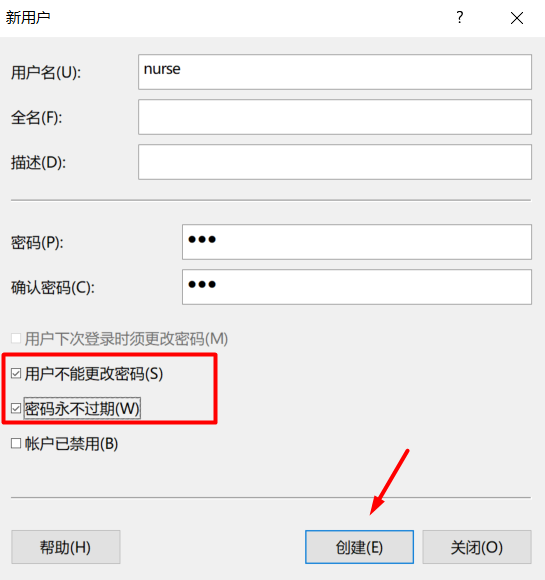 新用户
用户名(U): nurse
全名(F):
描述(D):
密码(P): ●●●
确认密码(C): ●●●
用户下次登录时须更改密码(M)
用户不能更改密码(S)
密码永不过期(W)
帐户已禁用(B)
帮助(H) 创建(E) 关闭(O)